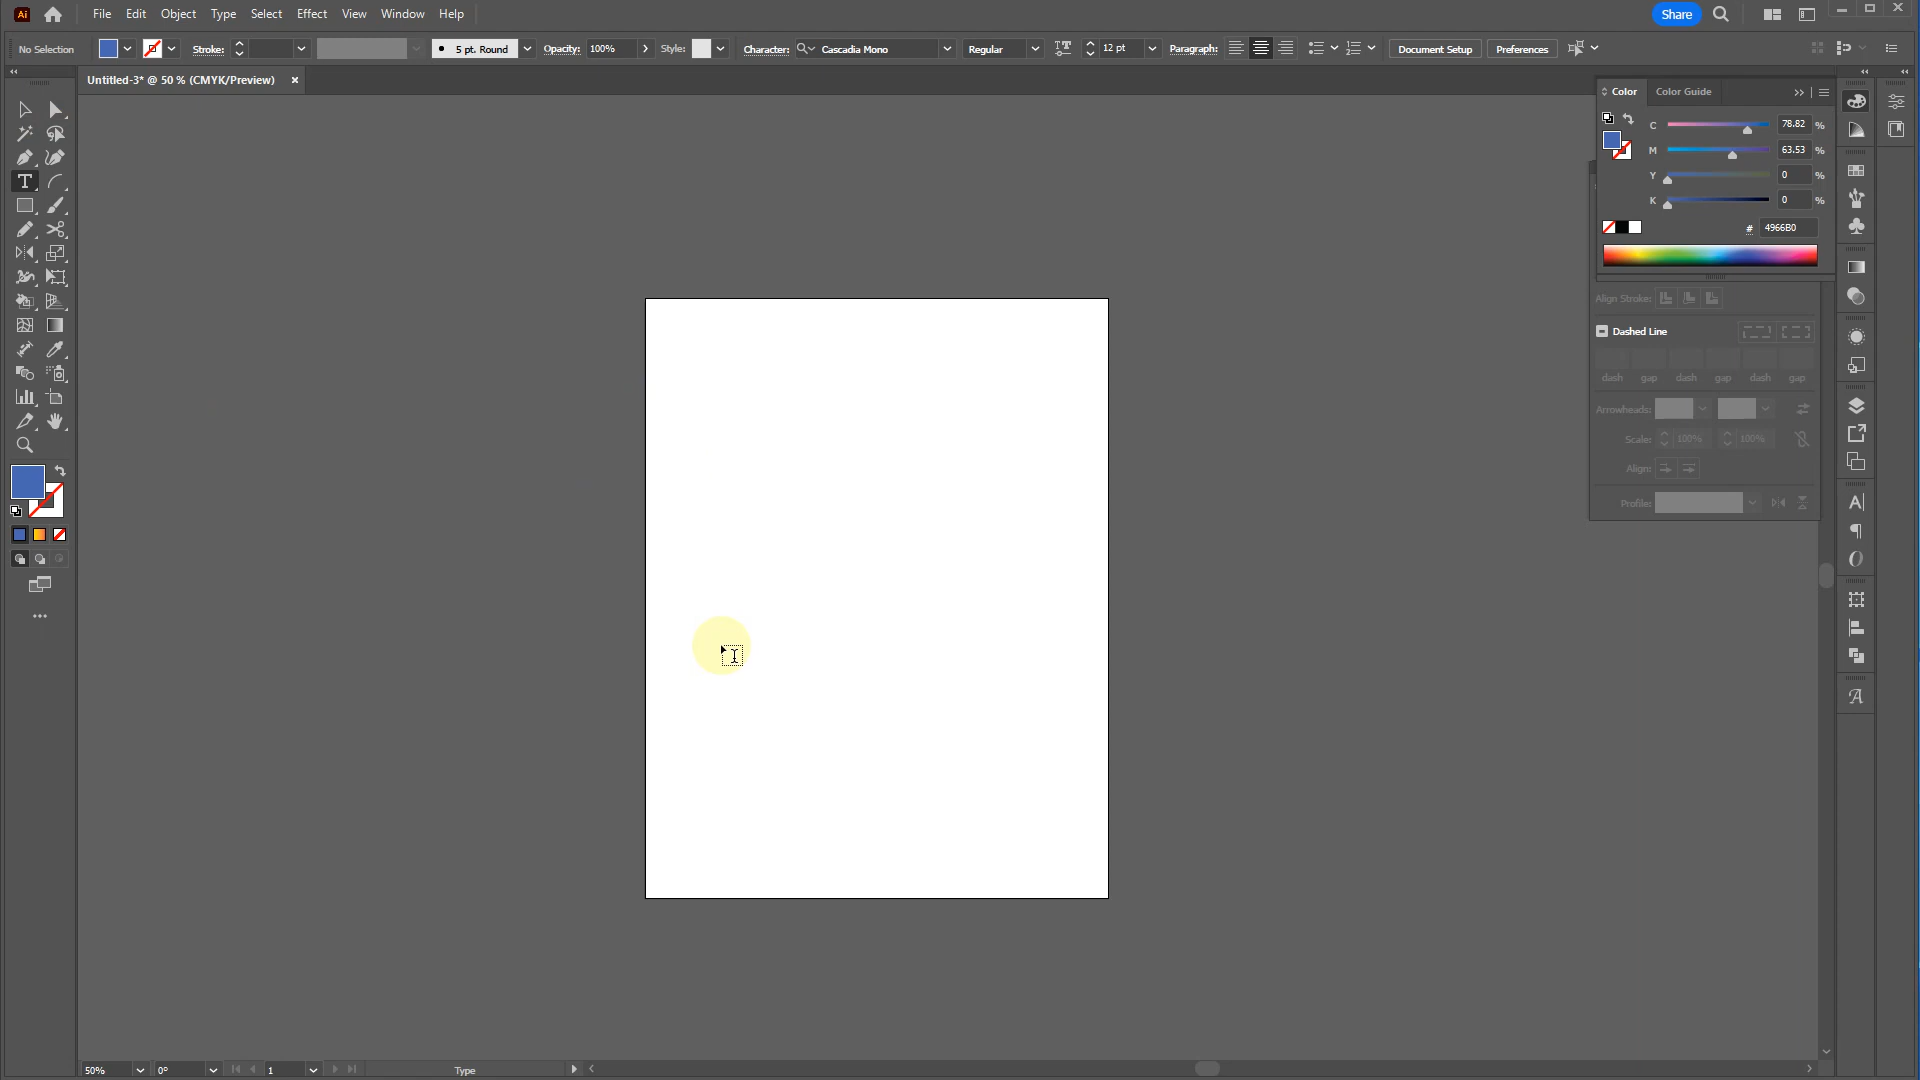 Ai File Edit Object Type Select Effect View Window Help Share
No Selection Stroke: 5 pt. Round Opacity: 100% Style: Character: Cascadia Mono Regular 12 pt Paragraph: Document Setup Preferences
Untitled-3* @ 50 % (CMYK/Preview) ×
Color Color Guide
C 78.82 %
M 63.53 %
Y 0 %
K 0 %
# 4966B0
Align Stroke:
Dashed Line
dash gap dash gap dash gap
Arrowheads:
Scale: 100% 100%
Align:
Profile:
50% 0° 1 Type